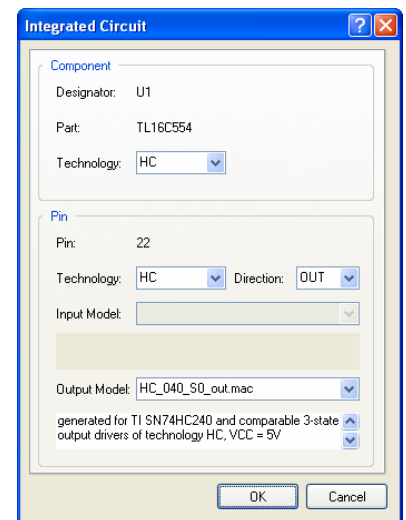 Integrated Circuit
Component
Designator: U1
Part: TL16C554
Technology: HC
Pin
Pin: 22
Technology: HC Direction: OUT
Input Model:
Output Model: HC_040_S0_out.mac
generated for TI SN74HC240 and comparable 3-state
output drivers of technology HC, VCC = 5V
OK Cancel